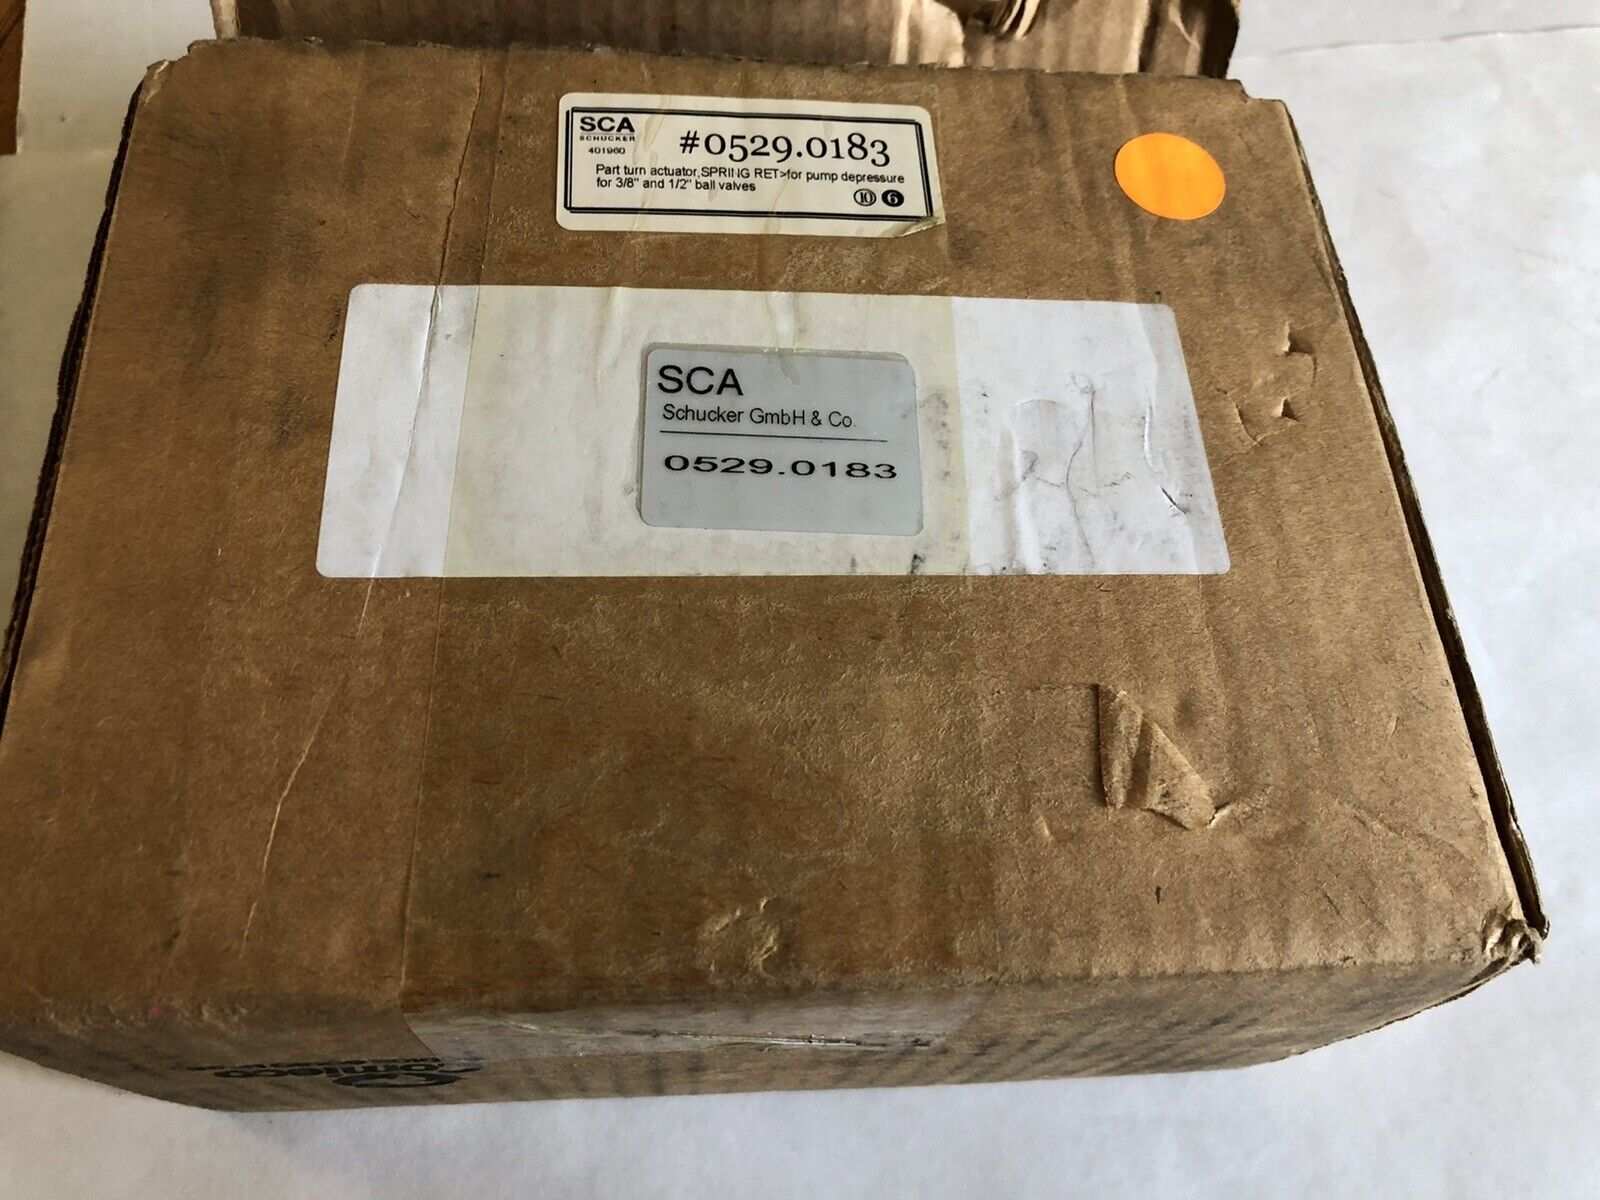 SCA
SCHUCKER
401960
#0529.0183
Part turn actuator,SPRING RET>for pump depressure
for 3/8" and 1/2" ball valves
10 6
SCA
Schucker GmbH & Co.
0529.0183